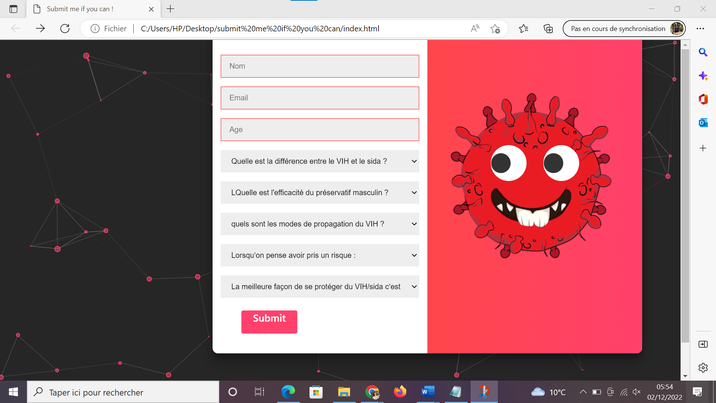 Submit me if you can !
Fichier
C:/Users/HP/Desktop/submit%20me%20if%20you%20can/index.html
Pas en cours de synchronisation
Nom
Email
Age
Quelle est la différence entre le VIH et le sida ?
LQuelle est l'efficacité du préservatif masculin ?
quels sont les modes de propagation du VIH ?
Lorsqu'on pense avoir pris un risque :
La meilleure façon de se protéger du VIH/sida c'est
Submit
Taper ici pour rechercher
10°C
05:54
02/12/2022